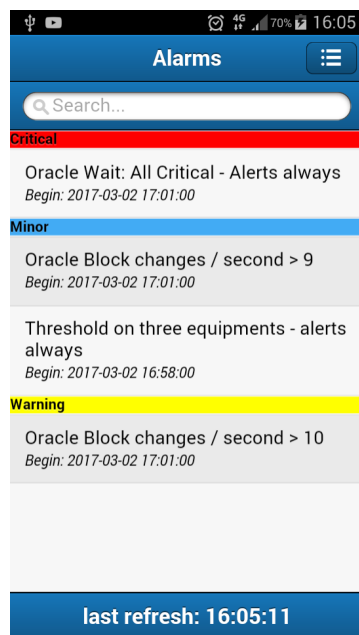 4G 70% 16:05
Alarms
Search...
Critical
Oracle Wait: All Critical - Alerts always
Begin: 2017-03-02 17:01:00
Minor
Oracle Block changes / second > 9
Begin: 2017-03-02 17:01:00
Threshold on three equipments - alerts
always
Begin: 2017-03-02 16:58:00
Warning
Oracle Block changes / second > 10
Begin: 2017-03-02 17:01:00
last refresh: 16:05:11